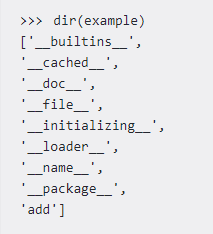 >>> dir(example)
['__builtins__',
'__cached__',
'__doc__',
'__file__',
'__initializing__',
'__loader__',
'__name__',
'__package__',
'add']